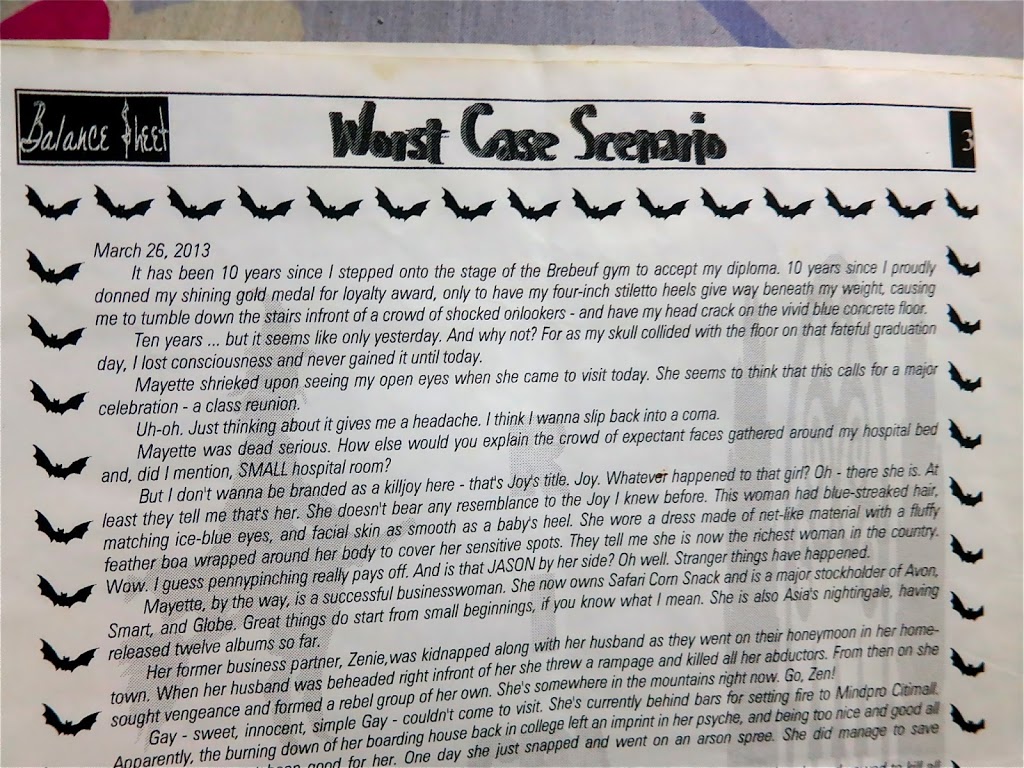 Balance $heet
Worst Case Scenario
3
March 26, 2013
It has been 10 years since I stepped onto the stage of the Brebeuf gym to accept my diploma. 10 years since I proudly
donned my shining gold medal for loyalty award, only to have my four-inch stiletto heels give way beneath my weight, causing
me to tumble down the stairs infront of a crowd of shocked onlookers - and have my head crack on the vivid blue concrete floor.
Ten years ... but it seems like only yesterday. And why not? For as my skull collided with the floor on that fateful graduation
day, I lost consciousness and never gained it until today.
Mayette shrieked upon seeing my open eyes when she came to visit today. She seems to think that this calls for a major
celebration - a class reunion.
Uh-oh. Just thinking about it gives me a headache. I think I wanna slip back into a coma.
Mayette was dead serious. How else would you explain the crowd of expectant faces gathered around my hospital bed
and, did I mention, SMALL hospital room?
But I don't wanna be branded as a killjoy here - that's Joy's title. Joy. Whatever happened to that girl? Oh - there she is. At
least they tell me that's her. She doesn't bear any resemblance to the Joy I knew before. This woman had blue-streaked hair,
matching ice-blue eyes, and facial skin as smooth as a baby's heel. She wore a dress made of net-like material with a fluffy
feather boa wrapped around her body to cover her sensitive spots. They tell me she is now the richest woman in the country.
Wow. I guess pennypinching really pays off. And is that JASON by her side? Oh well. Stranger things have happened.
Mayette, by the way, is a successful businesswoman. She now owns Safari Corn Snack and is a major stockholder of Avon,
Smart, and Globe. Great things do start from small beginnings, if you know what I mean. She is also Asia's nightingale, having
released twelve albums so far.
Her former business partner, Zenie,was kidnapped along with her husband as they went on their honeymoon in her home-
town. When her husband was beheaded right infront of her she threw a rampage and killed all her abductors. From then on she
sought vengeance and formed a rebel group of her own. She's somewhere in the mountains right now. Go, Zen!
Gay - sweet, innocent, simple Gay - couldn't come to visit. She's currently behind bars for setting fire to Mindpro Citimall.
Apparently, the burning down of her boarding house back in college left an imprint in her psyche, and being too nice and good all
been good for her. One day she just snapped and went on an arson spree. She did manage to save